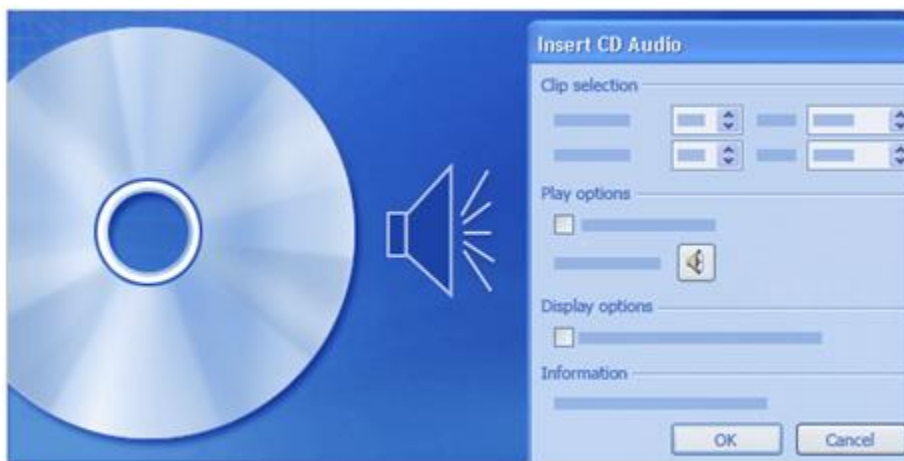 Insert CD Audio
Clip selection
Play options
Display options
Information
OK
Cancel